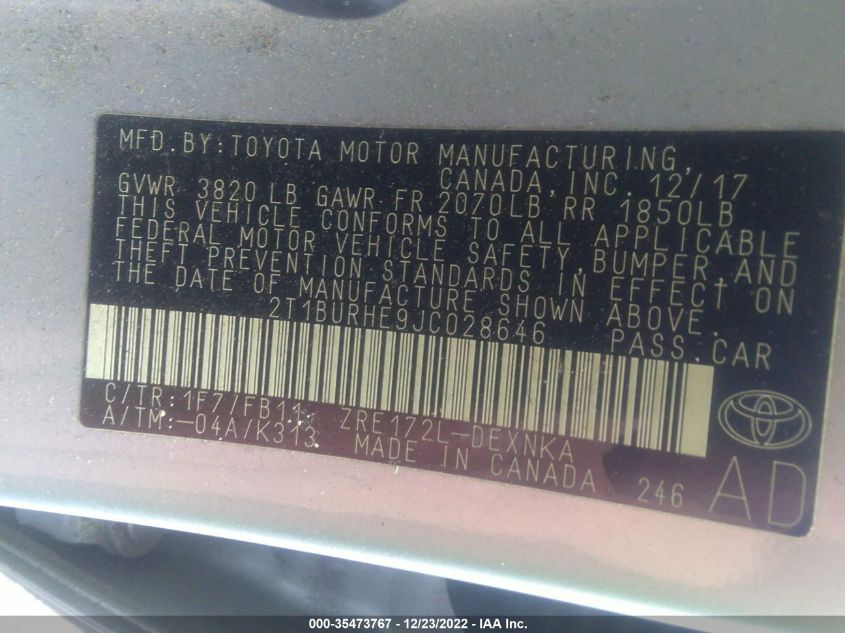 MFD.BY:TOYOTA MOTOR MANUFACTURING,
CANADA,INC. 12/17
GVWR 3820 LB GAWR FR 2070LB RR 1850LB
THIS VEHICLE CONFORMS TO ALL APPLICABLE
FEDERAL MOTOR VEHICLE SAFETY,BUMPER AND
THEFT PREVENTION STANDARDS IN EFFECT ON
THE DATE OF MANUFACTURE SHOWN ABOVE.
2T1BURHE9JC028646 PASS.CAR
C/TR:1F7/FB11 ZRE172L-DEXNKA
A/TM:-04A/K313 MADE IN CANADA 246
AD
000-35473767 - 12/23/2022 - IAA Inc.